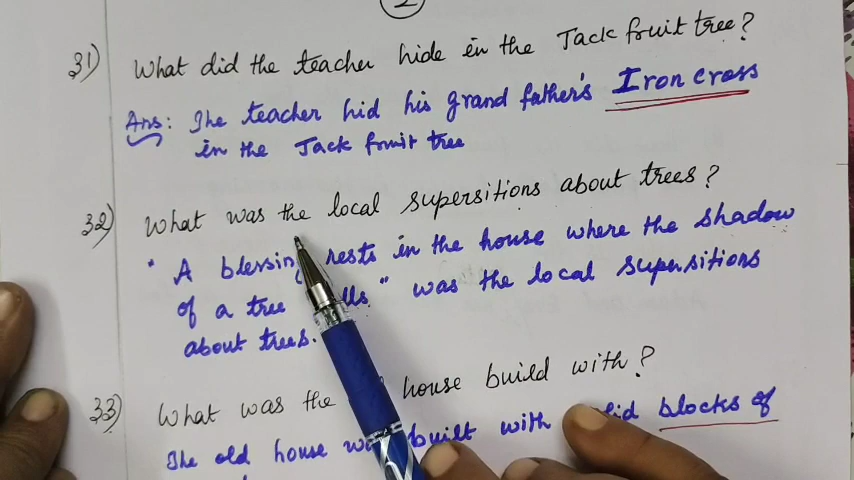 2
31) What did the teacher hide in the Jack fruit tree?
Ans: The teacher hid his grand father's Iron cross
in the Jack fruit tree
32) What was the local supersitions about trees?
" A blessing rests in the house where the shadow
of a tree " was the local supersitions
about trees.
33) What was the house build with?
The old house built with blocks of